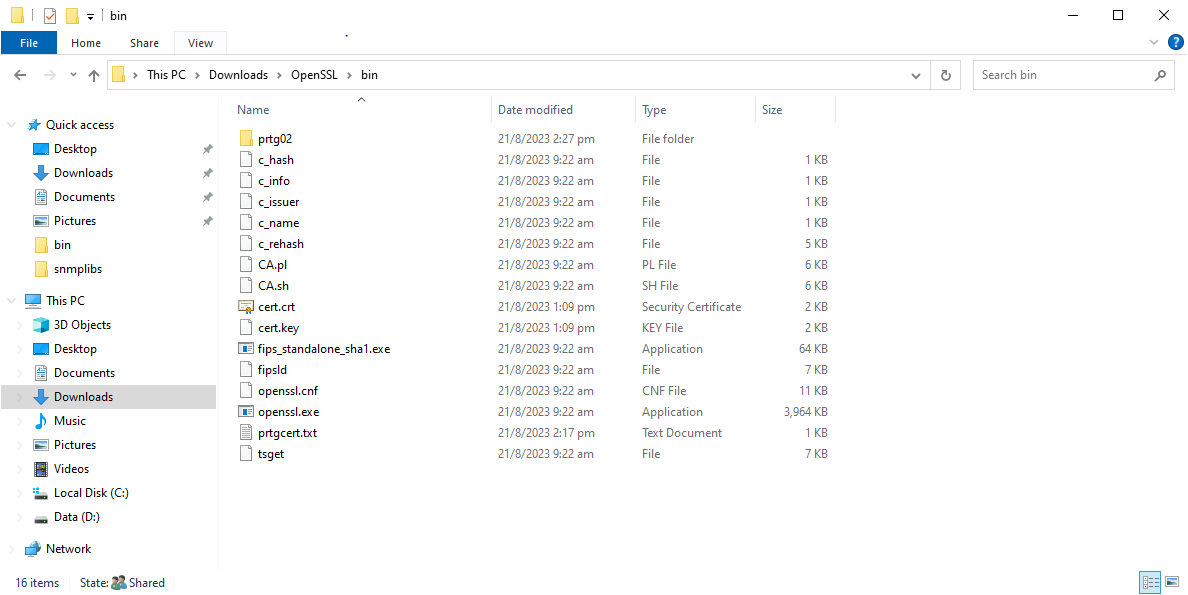 bin
File Home Share View
This PC Downloads OpenSSL bin Search bin
Name Date modified Type Size
Quick access
Desktop
Downloads
Documents
Pictures
bin
snmplibs
This PC
3D Objects
Desktop
Documents
Downloads
Music
Pictures
Videos
Local Disk (C:)
Data (D:)
Network
prtg02 21/8/2023 2:27 pm File folder
c_hash 21/8/2023 9:22 am File 1 KB
c_info 21/8/2023 9:22 am File 1 KB
c_issuer 21/8/2023 9:22 am File 1 KB
c_name 21/8/2023 9:22 am File 1 KB
c_rehash 21/8/2023 9:22 am File 5 KB
CA.pl 21/8/2023 9:22 am PL File 6 KB
CA.sh 21/8/2023 9:22 am SH File 6 KB
cert.crt 21/8/2023 1:09 pm Security Certificate 2 KB
cert.key 21/8/2023 1:09 pm KEY File 2 KB
fips_standalone_sha1.exe 21/8/2023 9:22 am Application 64 KB
fipsld 21/8/2023 9:22 am File 7 KB
openssl.cnf 21/8/2023 9:22 am CNF File 11 KB
openssl.exe 21/8/2023 9:22 am Application 3,964 KB
prtgcert.txt 21/8/2023 2:17 pm Text Document 1 KB
tsget 21/8/2023 9:22 am File 7 KB
16 items State: Shared